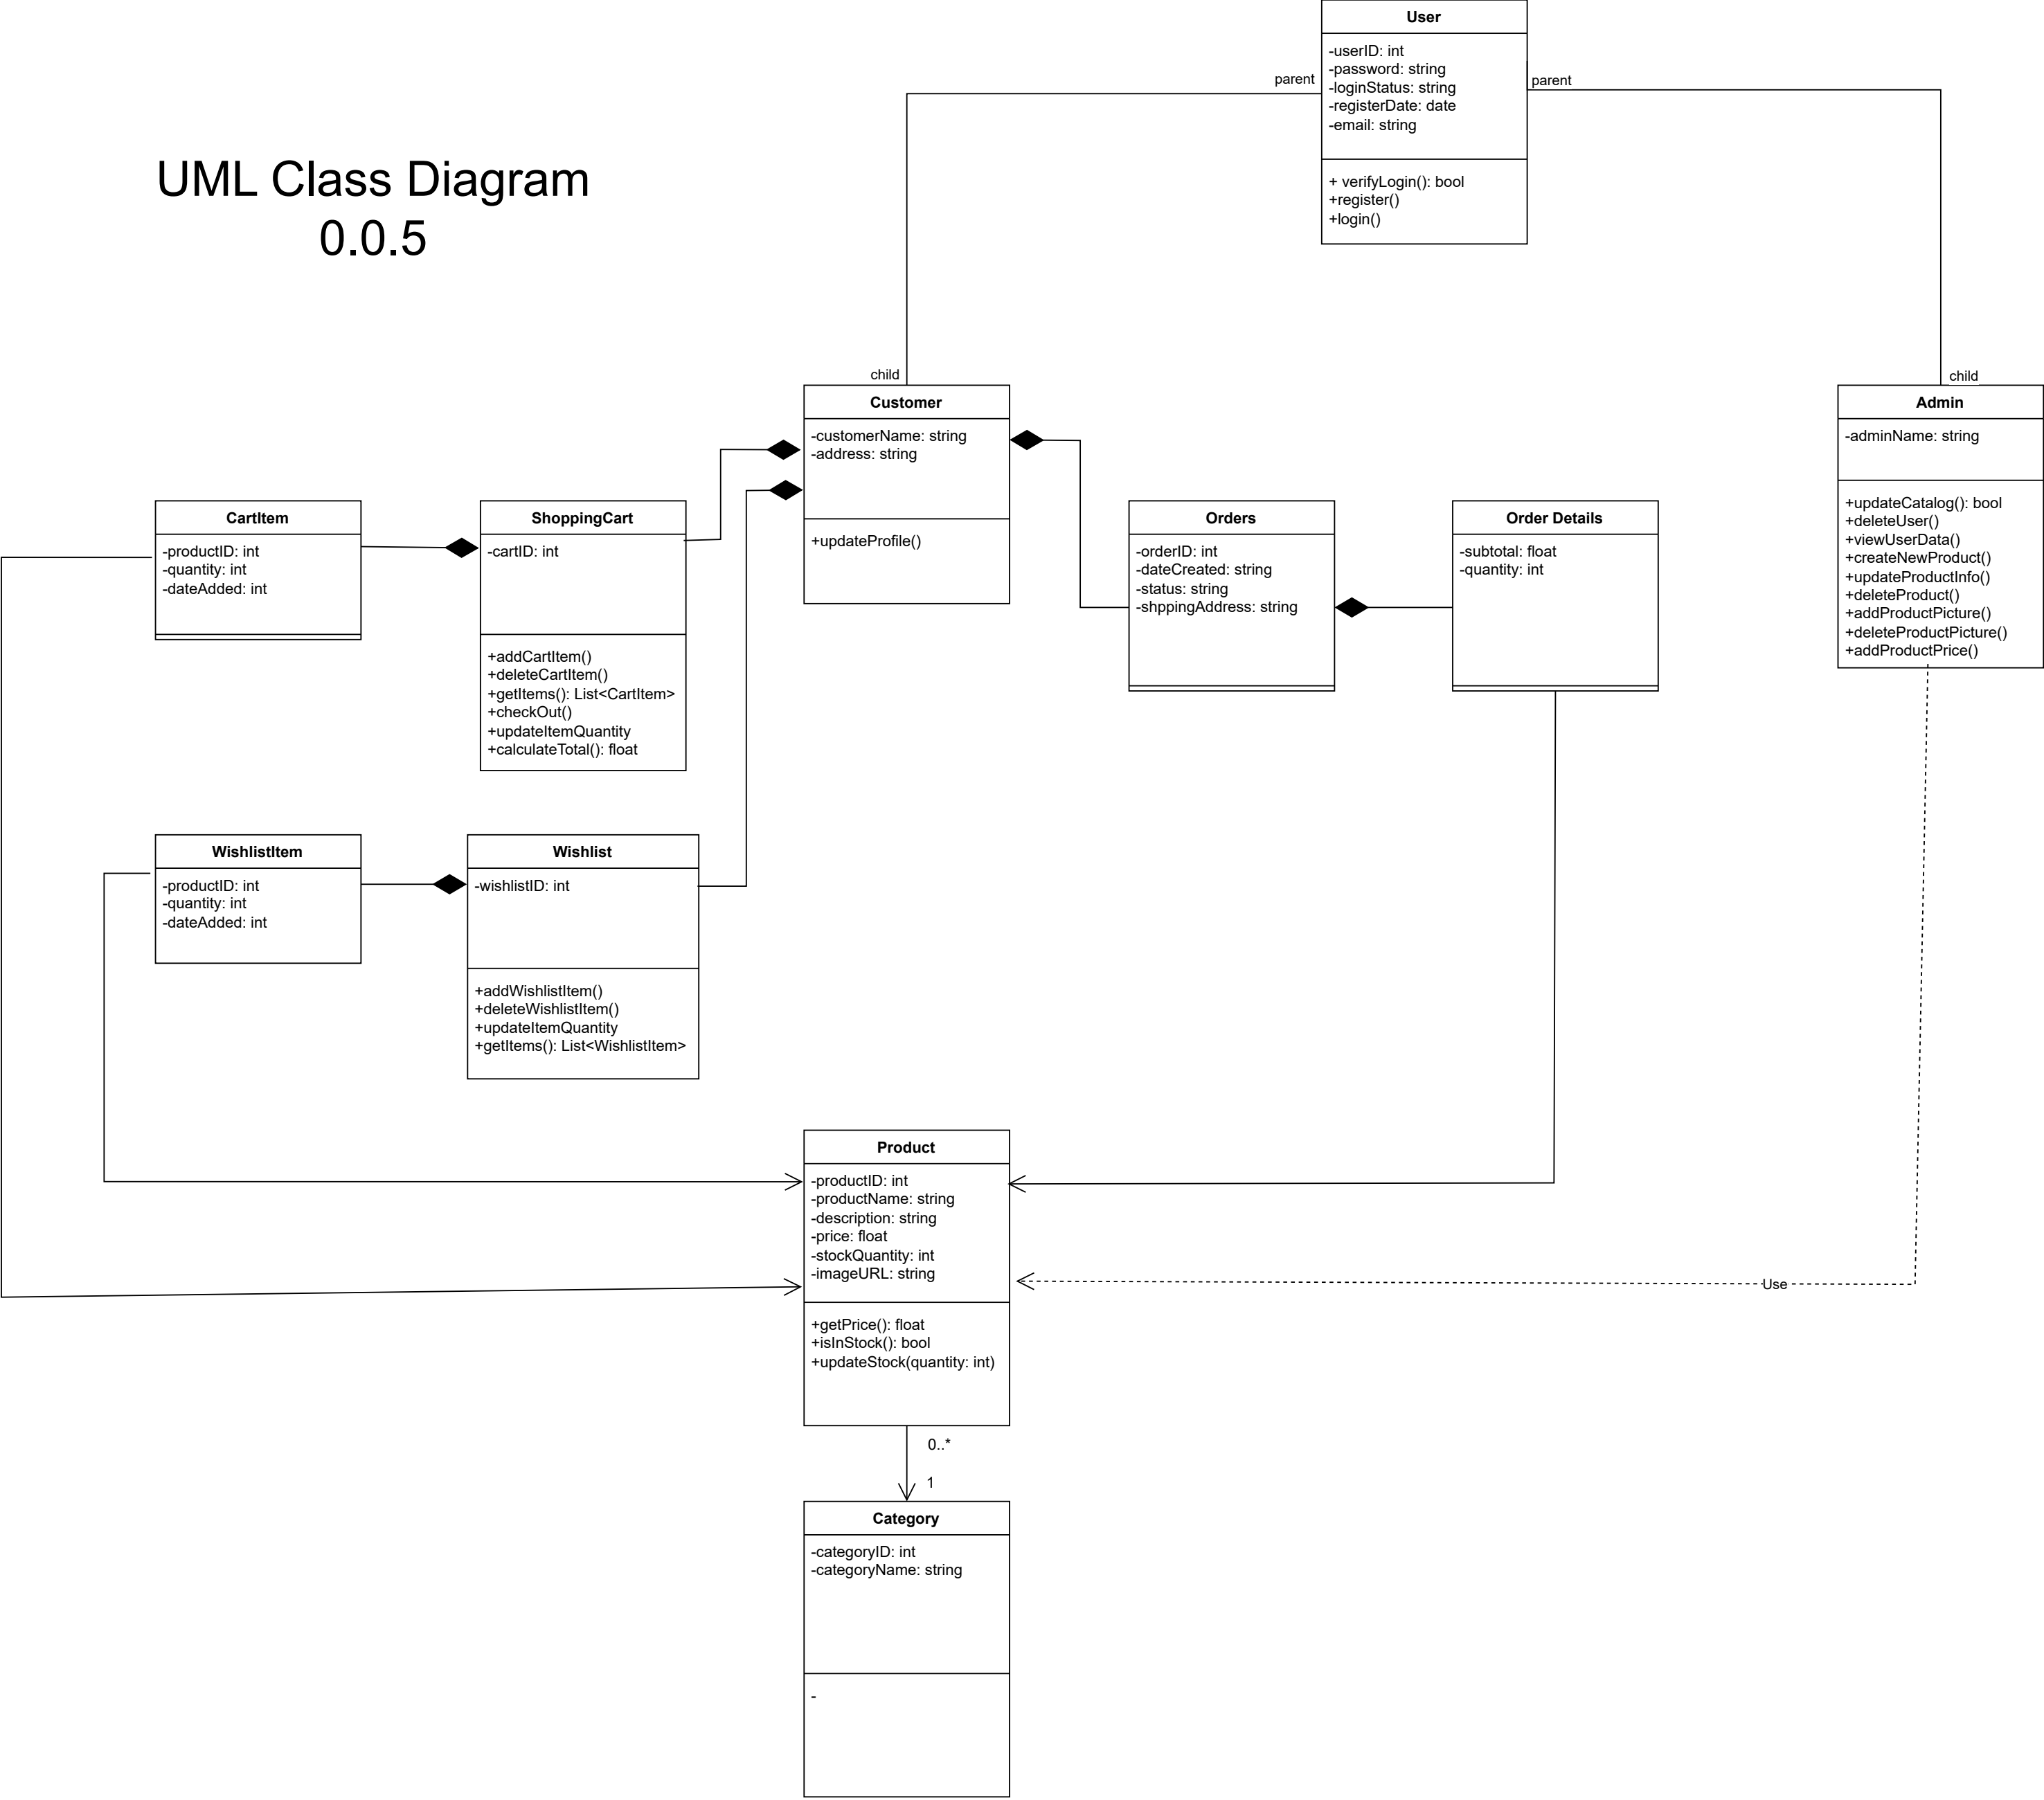 User
-userID: int
-password: string
-loginStatus: string
-registerDate: date
-email: string
+ verifyLogin(): bool
+register()
+login()
parent
parent
UML Class Diagram
0.0.5
child
child
Customer
-customerName: string
-address: string
+updateProfile()
Admin
-adminName: string
+updateCatalog(): bool
+deleteUser()
+viewUserData()
+createNewProduct()
+updateProductInfo()
+deleteProduct()
+addProductPicture()
+deleteProductPicture()
+addProductPrice()
CartItem
-productID: int
-quantity: int
-dateAdded: int
ShoppingCart
-cartID: int
+addCartItem()
+deleteCartItem()
+getItems(): List<CartItem>
+checkOut()
+updateItemQuantity
+calculateTotal(): float
Orders
-orderID: int
-dateCreated: string
-status: string
-shppingAddress: string
Order Details
-subtotal: float
-quantity: int
WishlistItem
-productID: int
-quantity: int
-dateAdded: int
Wishlist
-wishlistID: int
+addWishlistItem()
+deleteWishlistItem()
+updateItemQuantity
+getItems(): List<WishlistItem>
Product
-productID: int
-productName: string
-description: string
-price: float
-stockQuantity: int
-imageURL: string
+getPrice(): float
+isInStock(): bool
+updateStock(quantity: int)
Use
0..*
1
Category
-categoryID: int
-categoryName: string
-